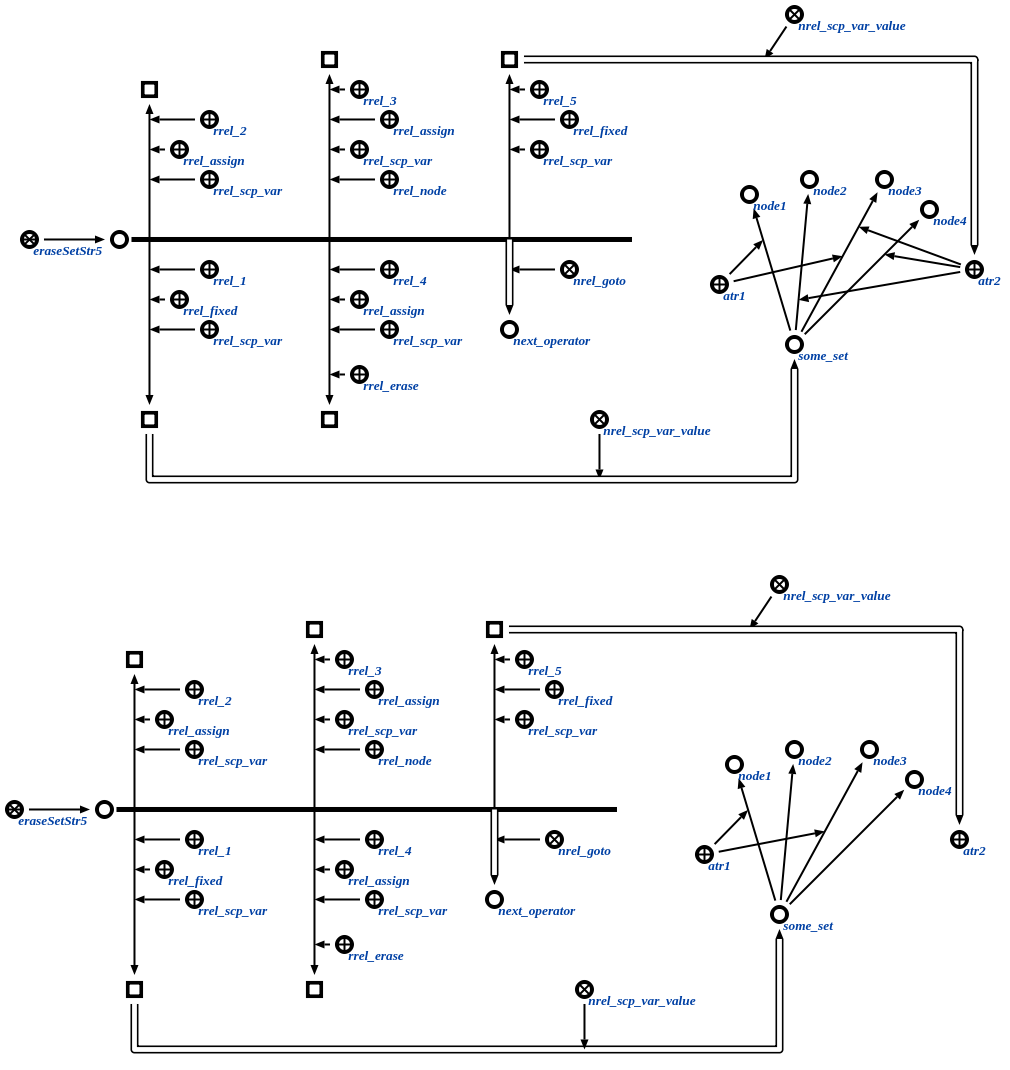 nrel_scp_var_value
rrel_3
rrel_5
rrel_2
rrel_assign
rrel_fixed
rrel_assign
rrel_scp_var
rrel_scp_var
rrel_scp_var
rrel_node
node1
node2
node3
node4
eraseSetStr5
rrel_1
rrel_4
nrel_goto
atr1
atr2
rrel_fixed
rrel_assign
rrel_scp_var
rrel_scp_var
next_operator
some_set
rrel_erase
nrel_scp_var_value
nrel_scp_var_value
rrel_3
rrel_5
rrel_2
rrel_assign
rrel_fixed
rrel_assign
rrel_scp_var
rrel_scp_var
rrel_scp_var
rrel_node
node1
node2
node3
node4
eraseSetStr5
rrel_1
rrel_4
nrel_goto
atr1
atr2
rrel_fixed
rrel_assign
rrel_scp_var
rrel_scp_var
next_operator
some_set
rrel_erase
nrel_scp_var_value